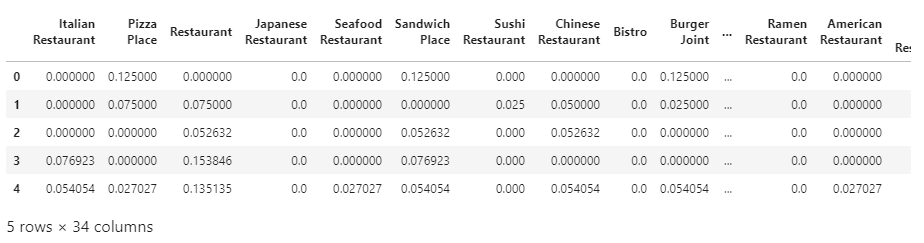 Italian Restaurant Pizza Place Restaurant Japanese Restaurant Seafood Restaurant Sandwich Place Sushi Restaurant Chinese Restaurant Bistro Burger Joint ... Ramen Restaurant American Restaurant Res
0 0.000000 0.125000 0.000000 0.0 0.000000 0.125000 0.000 0.000000 0.0 0.125000 ... 0.0 0.000000
1 0.000000 0.075000 0.075000 0.0 0.000000 0.000000 0.025 0.050000 0.0 0.025000 ... 0.0 0.000000
2 0.000000 0.000000 0.052632 0.0 0.000000 0.052632 0.000 0.052632 0.0 0.000000 ... 0.0 0.000000
3 0.076923 0.000000 0.153846 0.0 0.000000 0.076923 0.000 0.000000 0.0 0.000000 ... 0.0 0.000000
4 0.054054 0.027027 0.135135 0.0 0.027027 0.054054 0.000 0.054054 0.0 0.054054 ... 0.0 0.027027
5 rows × 34 columns